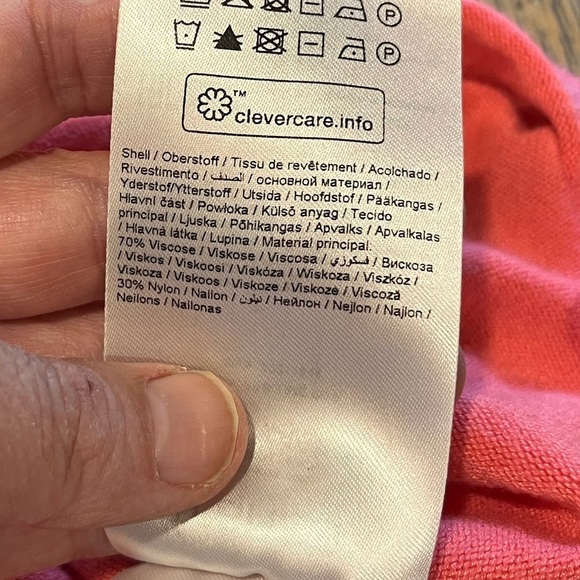 P
P
TM
clevercare.info
Shell / Oberstoff / Tissu de revêtement / Acolchado /
Rivestimento / الصدف / основной материал /
Yderstof/Ytterstoff / Utsida / Hoofdstof / Pääkangas /
Hlavní část / Powłoka / Külső anyag / Tecido
principal / Ljuska / Põhikangas / Apvalks / Apvalkalas
/ Hlavná látka / Lupina / Material principal:
70% Viscose / Viskose / Viscosa / فسكوزي / Вискоза
/ Viskos / Viskoosi / Viskóza / Wiskoza / Viszkóz /
Viskoza / Viskoos / Viskoze / Viskozė / Viscoză
30% Nylon / Nailon / نيلون / Нейлон / Nejlon / Najlon /
Neilons / Nailonas